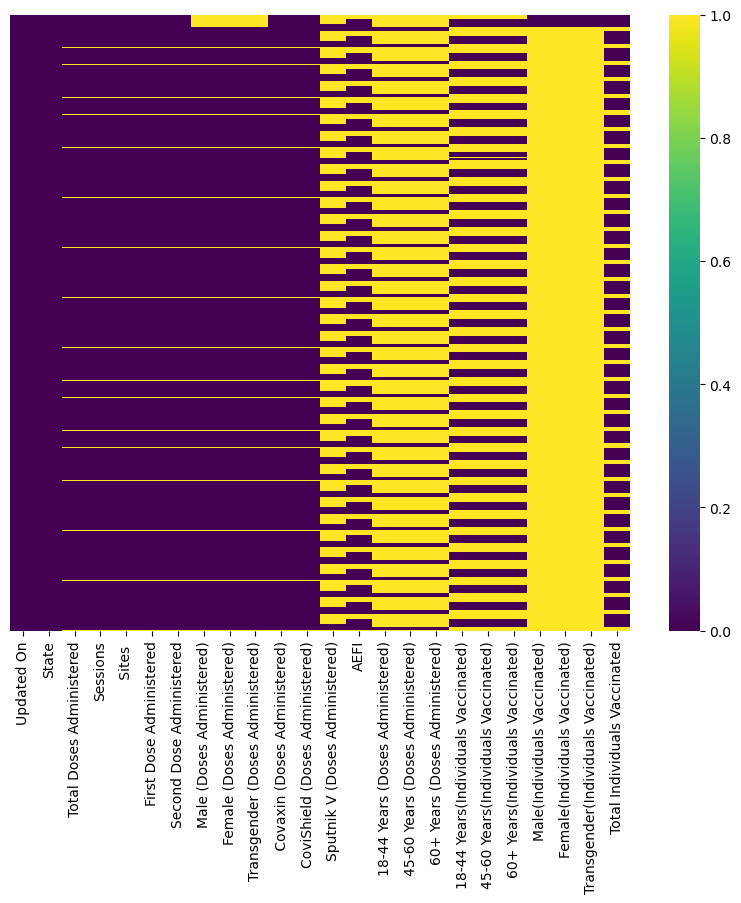 1.0
0.8
0.6
0.4
0.2
0.0
Updated On
State
Total Doses Administered
Sessions
Sites
First Dose Administered
Second Dose Administered
Male (Doses Administered)
Female (Doses Administered)
Transgender (Doses Administered)
Covaxin (Doses Administered)
CoviShield (Doses Administered)
Sputnik V (Doses Administered)
AEFI
18-44 Years (Doses Administered)
45-60 Years (Doses Administered)
60+ Years (Doses Administered)
18-44 Years(Individuals Vaccinated)
45-60 Years(Individuals Vaccinated)
60+ Years(Individuals Vaccinated)
Male(Individuals Vaccinated)
Female(Individuals Vaccinated)
Transgender(Individuals Vaccinated)
Total Individuals Vaccinated